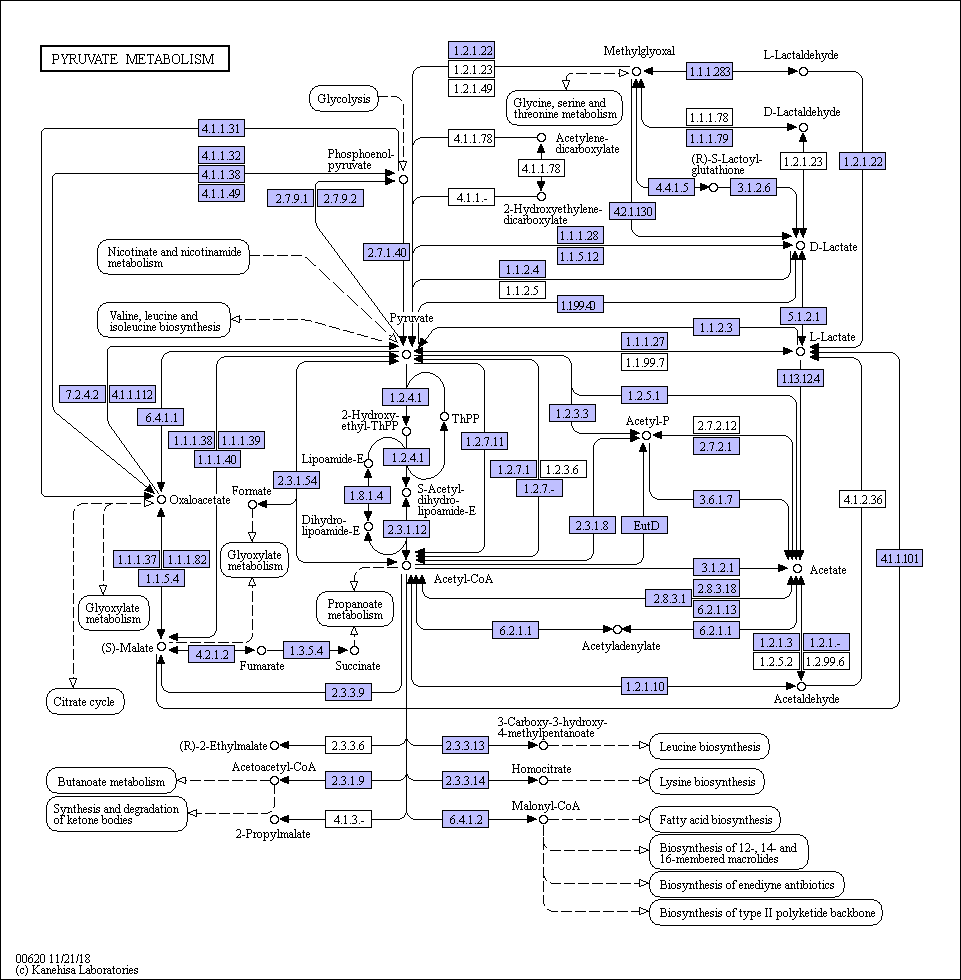 PYRUVATE METABOLISM
1.2.1.22
1.2.1.23
1.2.1.49
Methylglyoxal
1.1.1.283
L-Lactaldehyde
Glycolysis
Glycine, serine and
threonine metabolism
1.1.1.78
1.1.1.79
D-Lactaldehyde
4.1.1.31
4.1.1.32
4.1.1.38
4.1.1.49
Phosphoenol-
pyruvate
4.1.1.78
Acetylene-
dicarboxylate
4.1.1.78
(R)-S-Lactoyl-
glutathione
1.2.1.23
1.2.1.22
2.7.9.1
2.7.9.2
4.1.1.-
2-Hydroxyethylene-
dicarboxylate
4.4.1.5
3.1.2.6
4.2.1.130
Nicotinate and nicotinamide
metabolism
2.7.1.40
1.1.1.28
1.1.5.12
D-Lactate
1.1.2.4
1.1.2.5
1.1.99.40
Valine, leucine and
isoleucine biosynthesis
Pyruvate
5.1.2.1
1.1.2.3
L-Lactate
1.1.1.27
1.1.99.7
1.13.12.4
7.2.4.2
4.1.1.112
1.2.4.1
1.2.5.1
6.4.1.1
2-Hydroxy-
ethyl-ThPP
ThPP
1.2.3.3
Acetyl-P
2.7.2.12
2.7.2.1
1.1.1.38
1.1.1.39
1.1.1.40
Lipoamide-E
1.2.4.1
1.2.7.11
1.2.7.1
1.2.3.6
1.2.7.-
2.3.1.54
Formate
Oxaloacetate
1.8.1.4
S-Acetyl-
dihydro-
lipoamide-E
3.6.1.7
1.2.4.36
Dihydro-
lipoamide-E
2.3.1.12
2.3.1.8
EutD
1.1.1.37
1.1.1.82
1.1.5.4
Glyoxylate
metabolism
Acetyl-CoA
3.1.2.1
Acetate
4.1.1.101
Glyoxylate
metabolism
Propanoate
metabolism
2.8.3.18
2.8.3.1
6.2.1.13
6.2.1.1
Acetyladenylate
6.2.1.1
(S)-Malate
4.2.1.2
Fumarate
1.3.5.4
Succinate
1.2.1.3
1.2.1.-
1.2.5.2
1.2.99.6
Citrate cycle
2.3.3.9
1.2.1.10
Acetaldehyde
(R)-2-Ethylmalate
2.3.3.6
2.3.3.13
3-Carboxy-3-hydroxy-
4-methylpentanoate
Leucine biosynthesis
Butanoate metabolism
Acetoacetyl-CoA
2.3.1.9
2.3.3.14
Homocitrate
Lysine biosynthesis
Synthesis and degradation
of ketone bodies
2-Propylmalate
4.1.3.-
6.4.1.2
Malonyl-CoA
Fatty acid biosynthesis
Biosynthesis of 12-, 14- and
16-membered macrolides
Biosynthesis of enediyne antibiotics
Biosynthesis of type II polyketide backbone
00620 11/21/18
(c) Kanehisa Laboratories